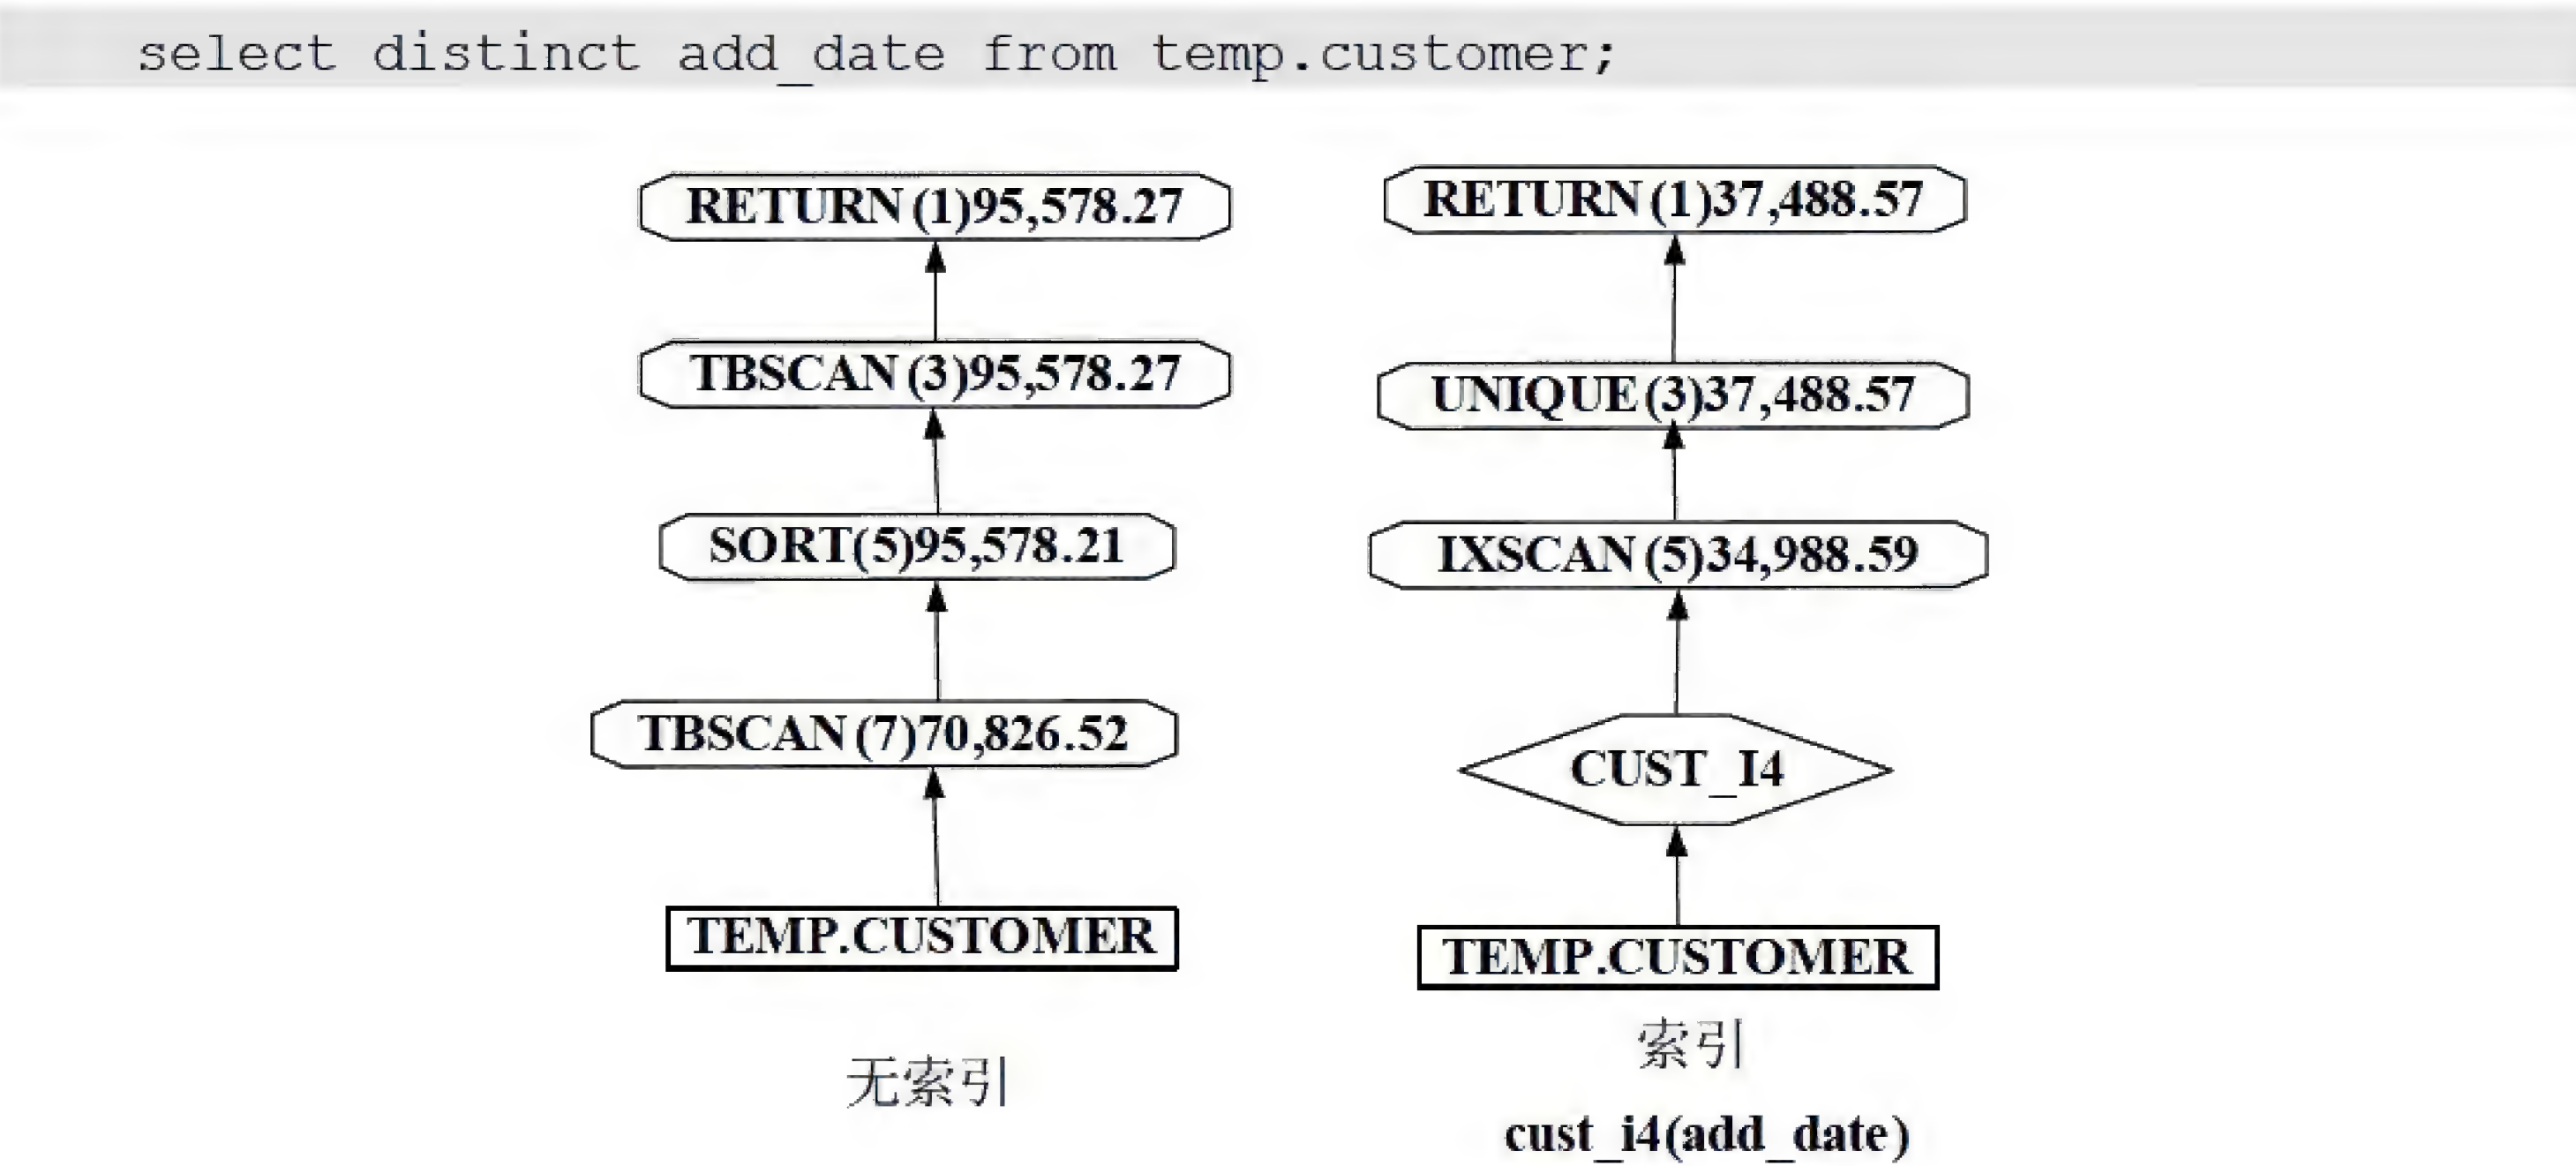 select distinct add_date from temp.customer;
RETURN(1)95,578.27
TBSCAN(3)95,578.27
SORT(5)95,578.21
TBSCAN(7)70,826.52
TEMP.CUSTOMER
无索引
RETURN(1)37,488.57
UNIQUE(3)37,488.57
IXSCAN(5)34,988.59
CUST_I4
TEMP.CUSTOMER
索引
cust_i4(add_date)